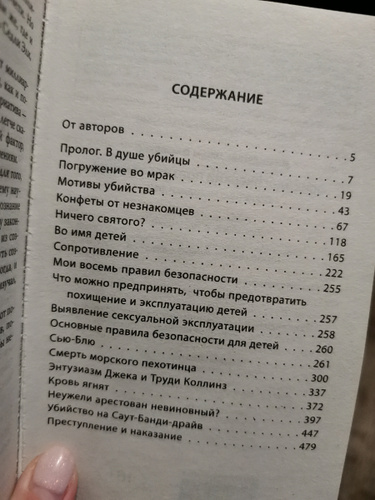 СОДЕРЖАНИЕ
От авторов 5
Пролог. В душе убийцы 7
Погружение во мрак 19
Мотивы убийства 43
Конфеты от незнакомцев 67
Ничего святого? 118
Во имя детей 165
Сопротивление 222
Мои восемь правил безопасности 255
Что можно предпринять, чтобы предотвратить
похищение и эксплуатацию детей 257
Выявление сексуальной эксплуатации 258
Основные правила безопасности для детей 260
Сью-Блю 261
Смерть морского пехотинца 300
Энтузиазм Джека и Труди Коллинз 337
Кровь ягнят 372
Неужели арестован невиновный? 397
Убийство на Саут-Банди-драйв 447
Преступление и наказание 479